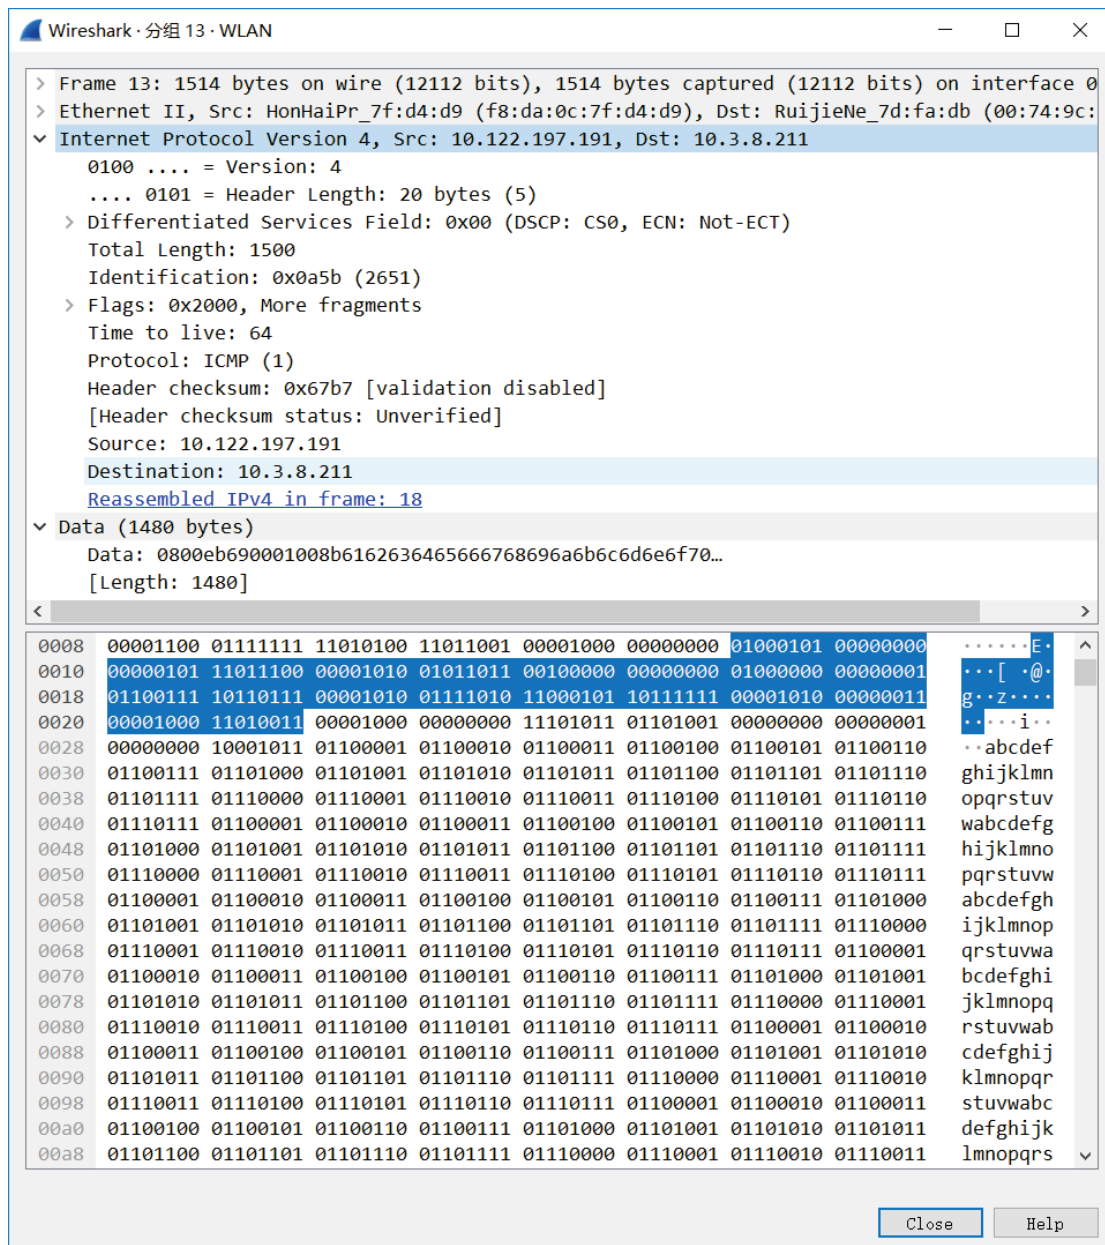 Wireshark · 分组 13 · WLAN
Frame 13: 1514 bytes on wire (12112 bits), 1514 bytes captured (12112 bits) on interface 0
Ethernet II, Src: HonHaiPr_7f:d4:d9 (f8:da:0c:7f:d4:d9), Dst: RuijieNe_7d:fa:db (00:74:9c:
Internet Protocol Version 4, Src: 10.122.197.191, Dst: 10.3.8.211
0100 .... = Version: 4
.... 0101 = Header Length: 20 bytes (5)
Differentiated Services Field: 0x00 (DSCP: CS0, ECN: Not-ECT)
Total Length: 1500
Identification: 0x0a5b (2651)
Flags: 0x2000, More fragments
Time to live: 64
Protocol: ICMP (1)
Header checksum: 0x67b7 [validation disabled]
[Header checksum status: Unverified]
Source: 10.122.197.191
Destination: 10.3.8.211
Reassembled IPv4 in frame: 18
Data (1480 bytes)
Data: 0800eb690001008b6162636465666768696a6b6c6d6e6f70…
[Length: 1480]
0008 00001100 01111111 11010100 11011001 00001000 00000000 01000101 00000000 ······E·
0010 00000101 11011100 00001010 01011011 00100000 00000000 01000000 00000001 ···[ ·@·
0018 01100111 10110111 00001010 01111010 11000101 10111111 00001010 00000011 g··z····
0020 00001000 11010011 00001000 00000000 11101011 01101001 00000000 00000001 ·····i··
0028 00000000 10001011 01100001 01100010 01100011 01100100 01100101 01100110 ··abcdef
0030 01100111 01101000 01101001 01101010 01101011 01101100 01101101 01101110 ghijklmn
0038 01101111 01110000 01110001 01110010 01110011 01110100 01110101 01110110 opqrstuv
0040 01110111 01100001 01100010 01100011 01100100 01100101 01100110 01100111 wabcdefg
0048 01101000 01101001 01101010 01101011 01101100 01101101 01101110 01101111 hijklmno
0050 01110000 01110001 01110010 01110011 01110100 01110101 01110110 01110111 pqrstuvw
0058 01100001 01100010 01100011 01100100 01100101 01100110 01100111 01101000 abcdefgh
0060 01101001 01101010 01101011 01101100 01101101 01101110 01101111 01110000 ijklmnop
0068 01110001 01110010 01110011 01110100 01110101 01110110 01110111 01100001 qrstuvwa
0070 01100010 01100011 01100100 01100101 01100110 01100111 01101000 01101001 bcdefghi
0078 01101010 01101011 01101100 01101101 01101110 01101111 01110000 01110001 jklmnopq
0080 01110010 01110011 01110100 01110101 01110110 01110111 01100001 01100010 rstuvwab
0088 01100011 01100100 01100101 01100110 01100111 01101000 01101001 01101010 cdefghij
0090 01101011 01101100 01101101 01101110 01101111 01110000 01110001 01110010 klmnopqr
0098 01110011 01110100 01110101 01110110 01110111 01100001 01100010 01100011 stuvwabc
00a0 01100100 01100101 01100110 01100111 01101000 01101001 01101010 01101011 defghijk
00a8 01101100 01101101 01101110 01101111 01110000 01110001 01110010 01110011 lmnopqrs
Close Help